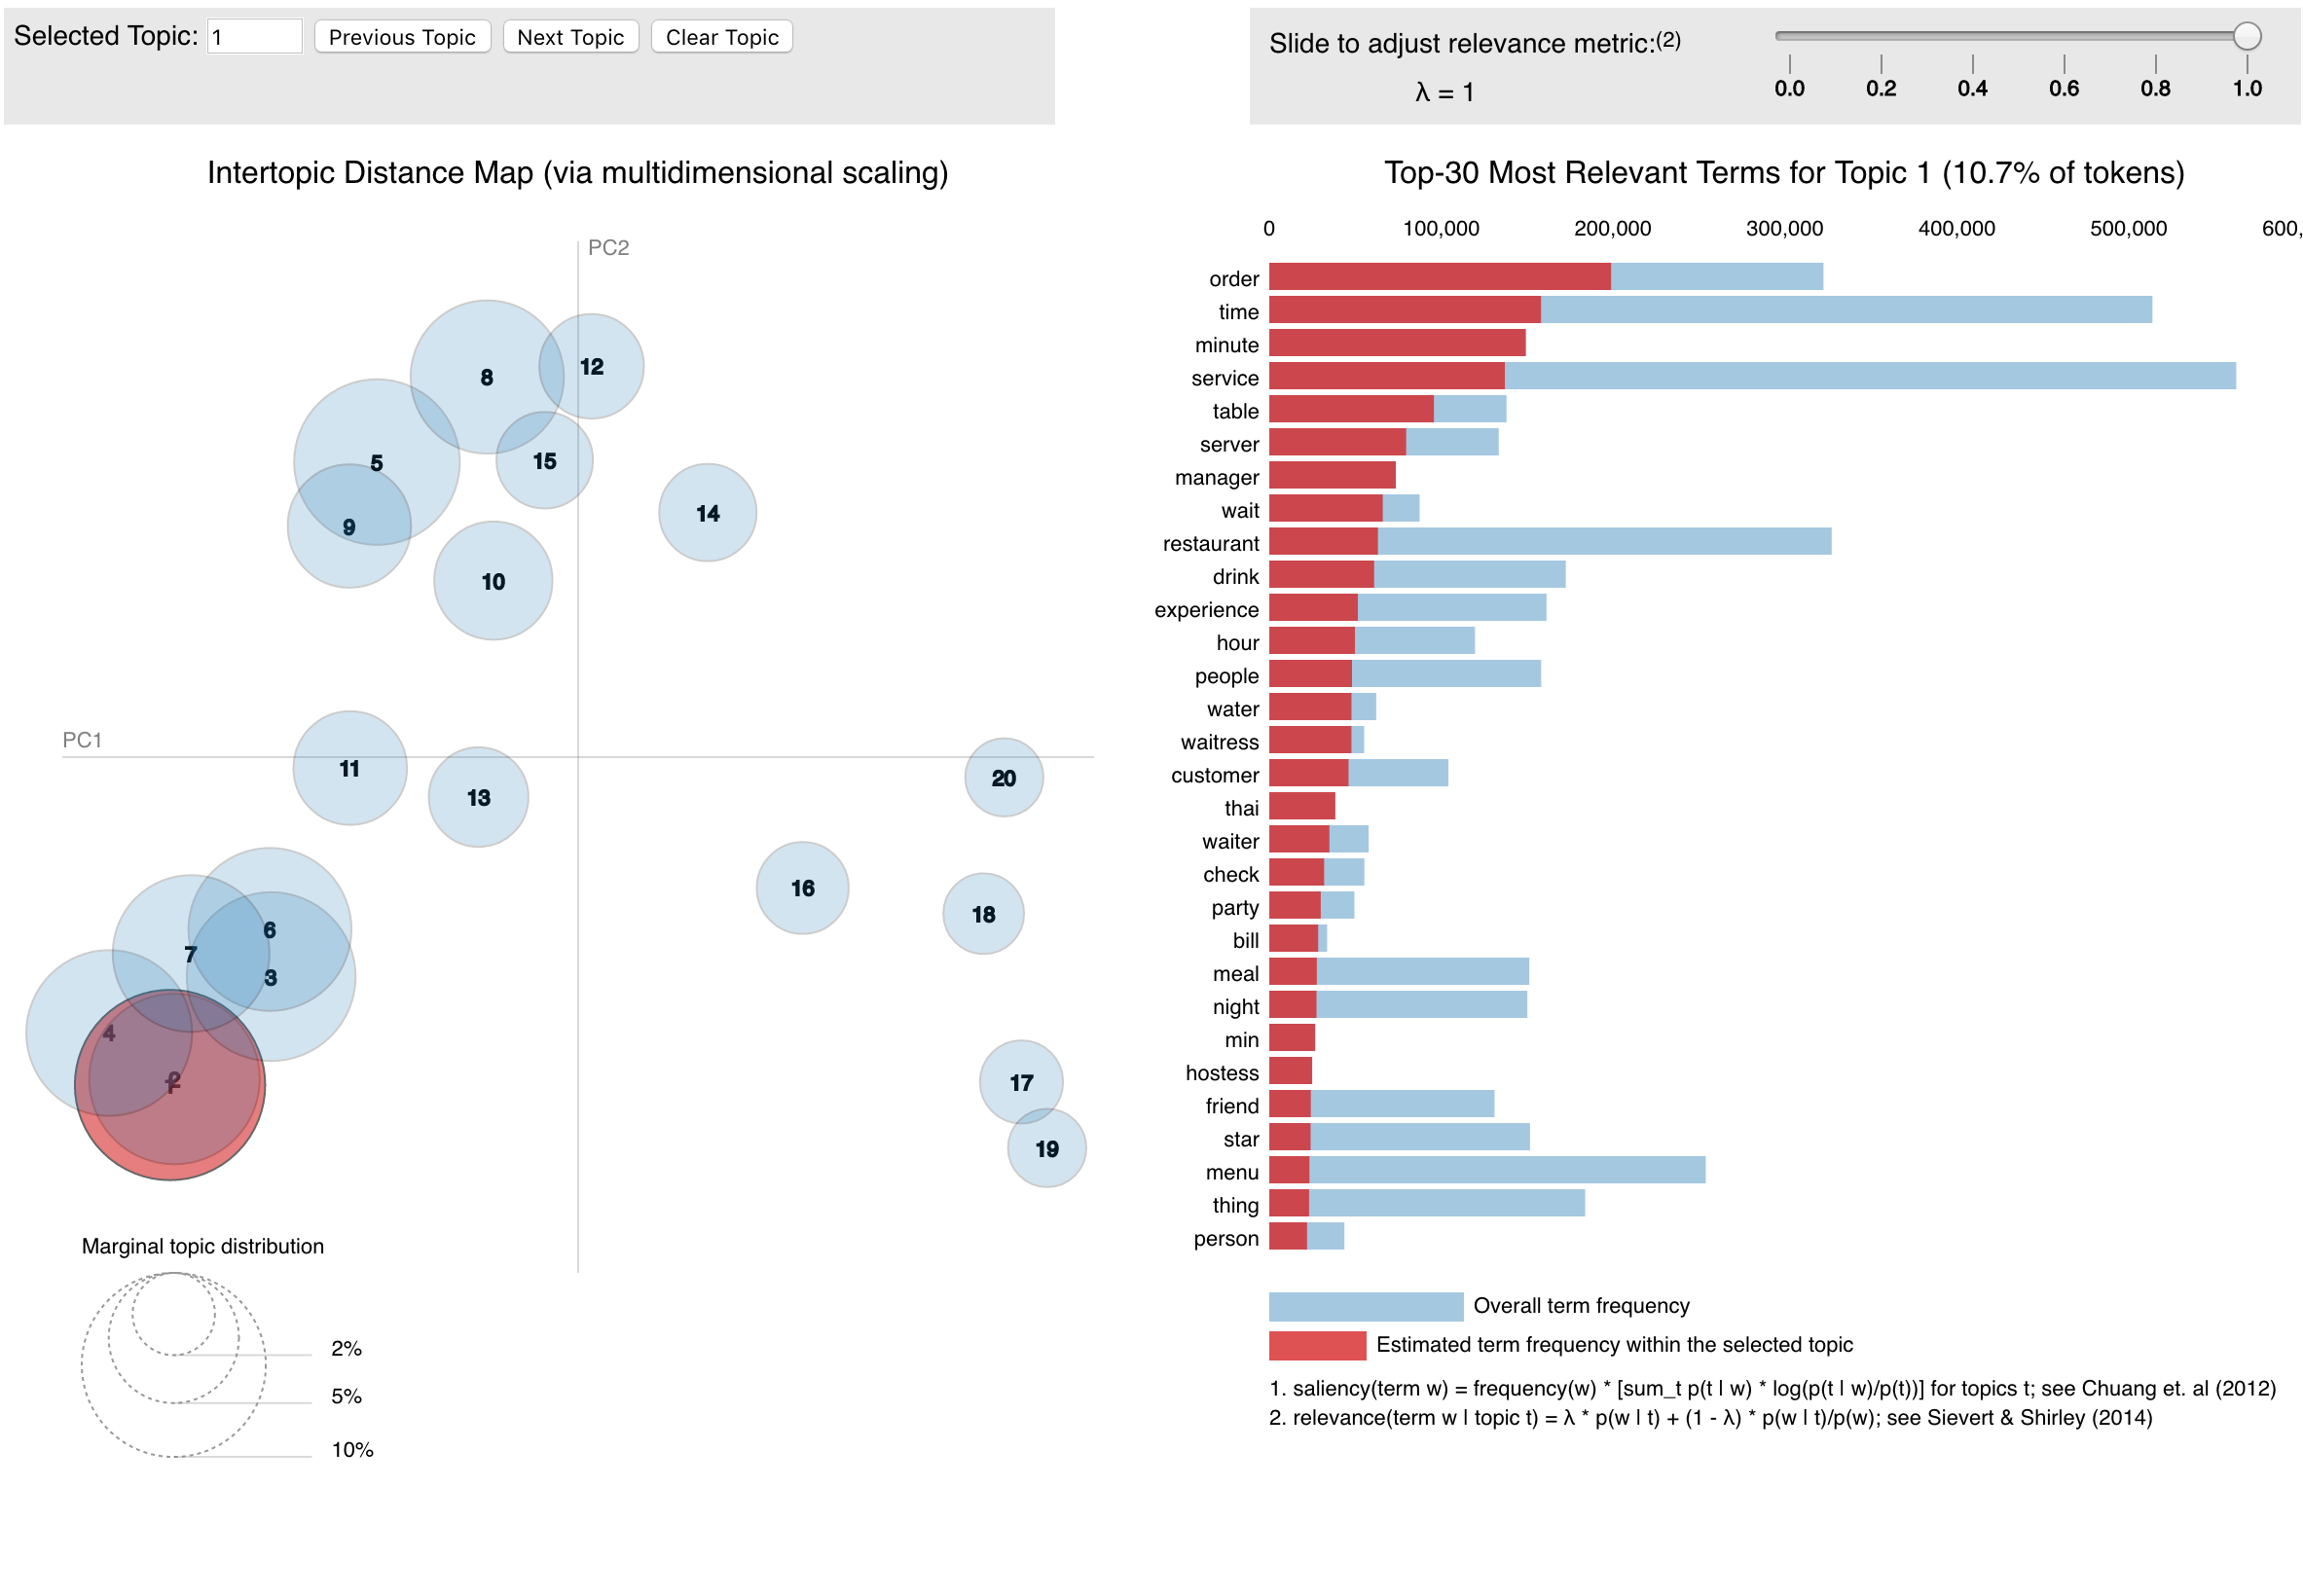 Selected Topic: 1 Previous Topic Next Topic Clear Topic
Slide to adjust relevance metric:(2)
λ = 1
0.0 0.2 0.4 0.6 0.8 1.0
Intertopic Distance Map (via multidimensional scaling)
PC2
PC1
8
12
5
15
9
14
10
11
13
20
16
18
6
7
3
4
2
1
17
19
Marginal topic distribution
2%
5%
10%
Top-30 Most Relevant Terms for Topic 1 (10.7% of tokens)
0 100,000 200,000 300,000 400,000 500,000 600,
order
time
minute
service
table
server
manager
wait
restaurant
drink
experience
hour
people
water
waitress
customer
thai
waiter
check
party
bill
meal
night
min
hostess
friend
star
menu
thing
person
Overall term frequency
Estimated term frequency within the selected topic
1. saliency(term w) = frequency(w) * [sum_t p(t | w) * log(p(t | w)/p(t))] for topics t; see Chuang et. al (2012)
2. relevance(term w | topic t) = λ * p(w | t) + (1 - λ) * p(w | t)/p(w); see Sievert & Shirley (2014)